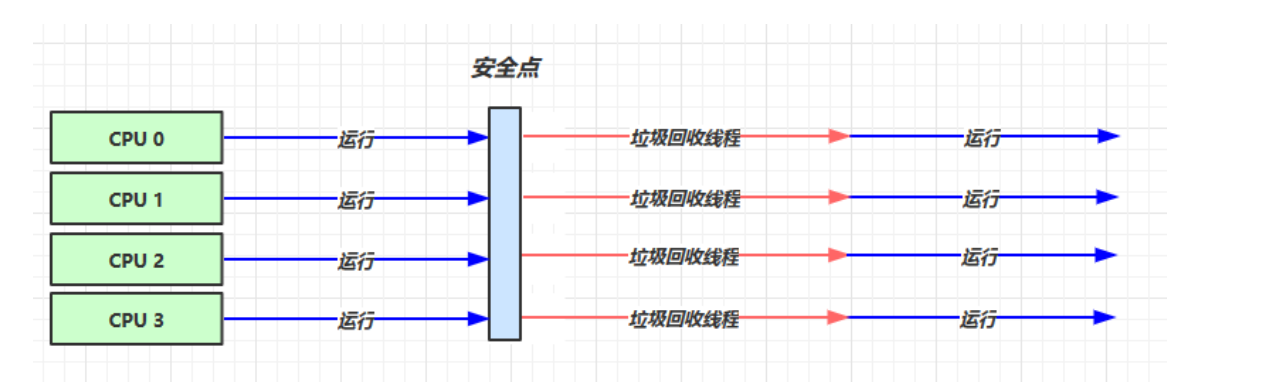 安全点
CPU 0 运行 垃圾回收线程 运行
CPU 1 运行 垃圾回收线程 运行
CPU 2 运行 垃圾回收线程 运行
CPU 3 运行 垃圾回收线程 运行